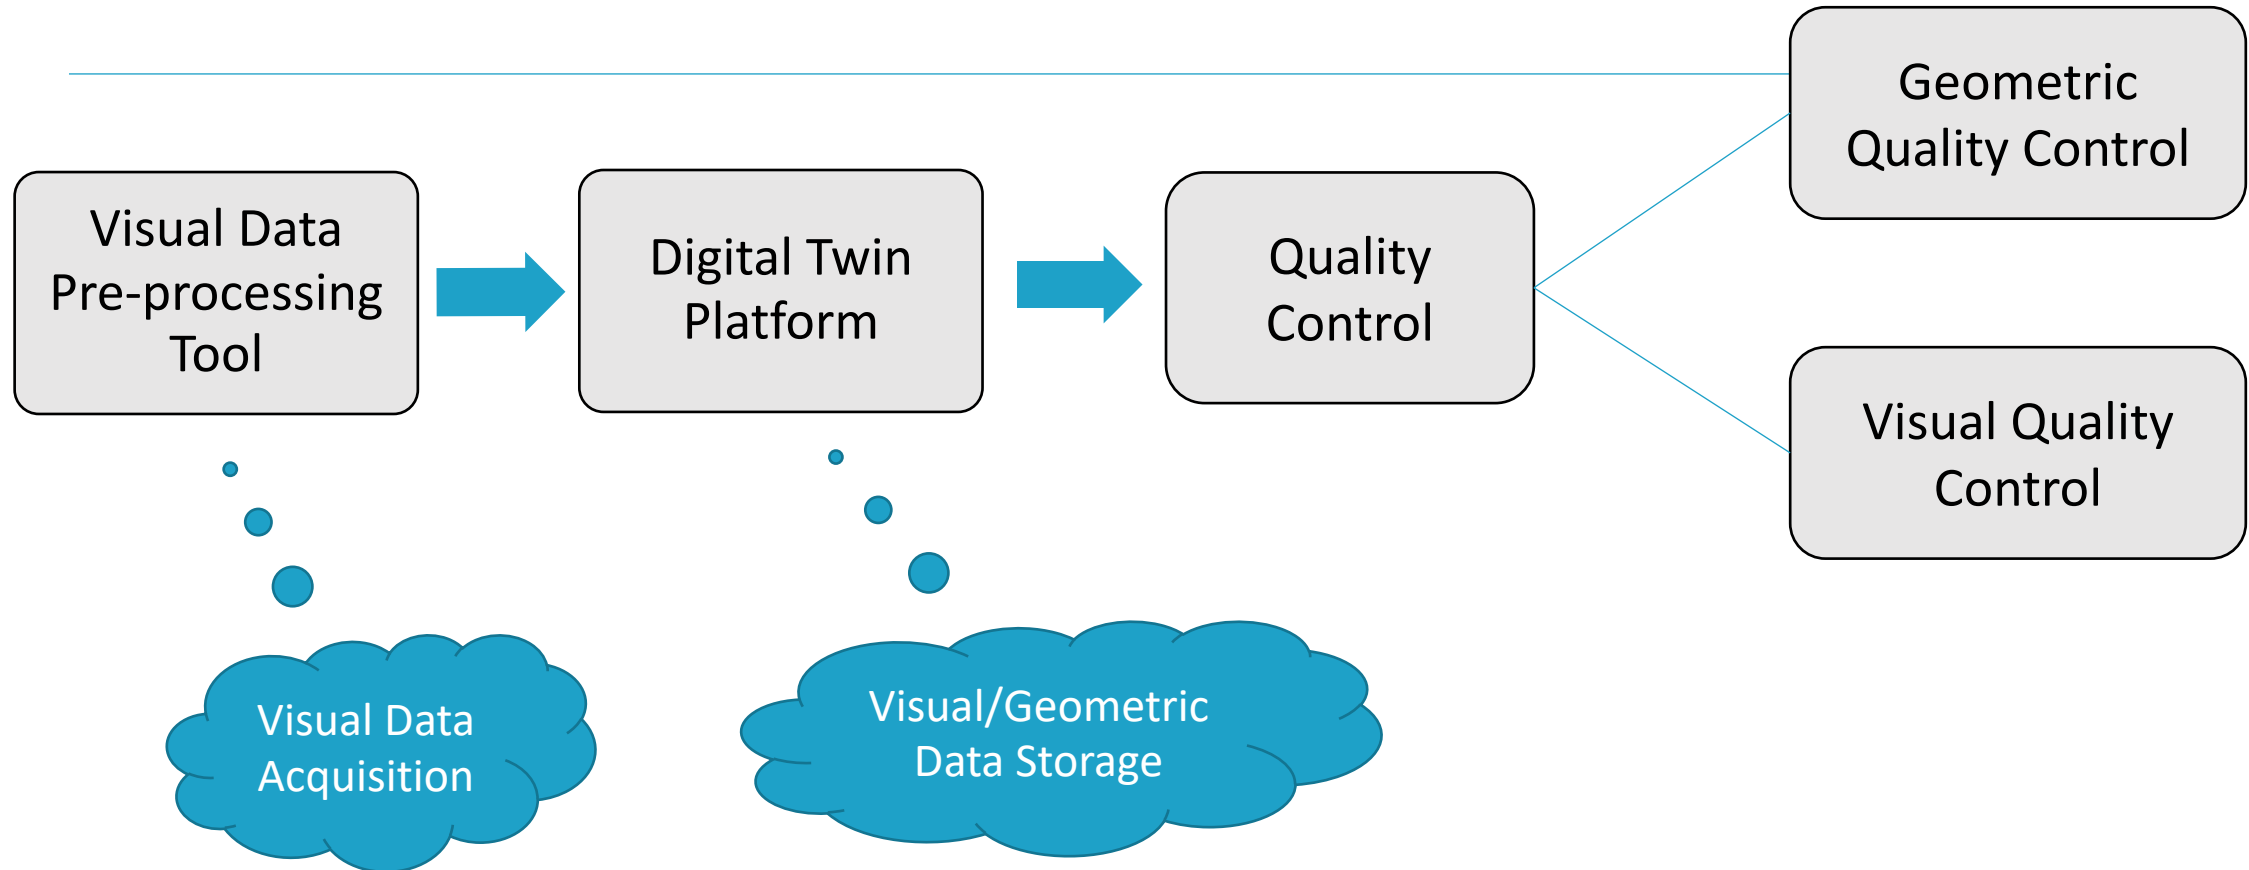 Geometric
Quality Control
Visual Data
Pre-processing
Tool
Digital Twin
Platform
Quality
Control
Visual Quality
Control
Visual Data
Acquisition
Visual/Geometric
Data Storage